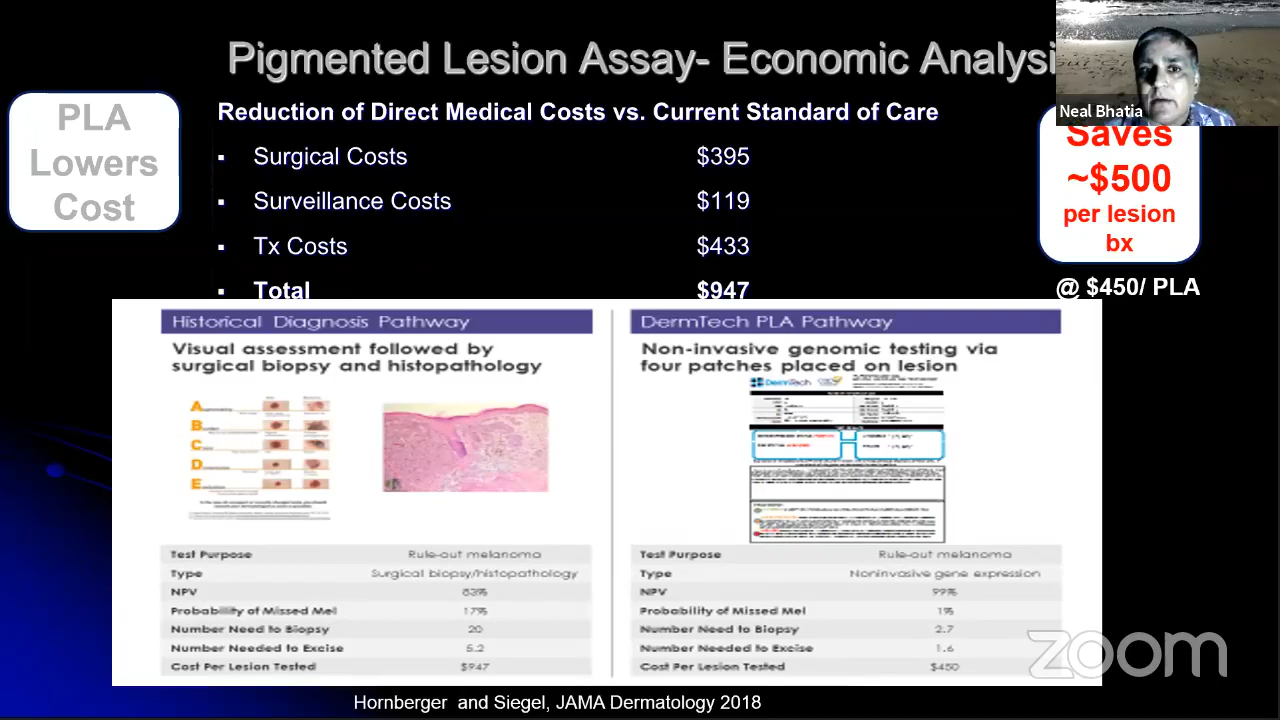 Pigmented Lesion Assay- Economic Analysi
Neal Bhatia
PLA
Lowers
Cost
Reduction of Direct Medical Costs vs. Current Standard of Care
▪ Surgical Costs $395
▪ Surveillance Costs $119
▪ Tx Costs $433
▪ Total $947
Saves
~$500
per lesion
bx
@ $450/ PLA
Historical Diagnosis Pathway
Visual assessment followed by
surgical biopsy and histopathology
A
B
C
D
E
Test Purpose Rule-out melanoma
Type Surgical biopsy/histopathology
NPV 83%
Probability of Missed Mel 17%
Number Need to Biopsy 20
Number Needed to Excise 5.2
Cost Per Lesion Tested $947
DermTech PLA Pathway
Non-invasive genomic testing via
four patches placed on lesion
DermTech
Test Purpose Rule-out melanoma
Type Noninvasive gene expression
NPV 99%
Probability of Missed Mel 1%
Number Need to Biopsy 2.7
Number Needed to Excise 1.6
Cost Per Lesion Tested $450
zoom
Hornberger and Siegel, JAMA Dermatology 2018